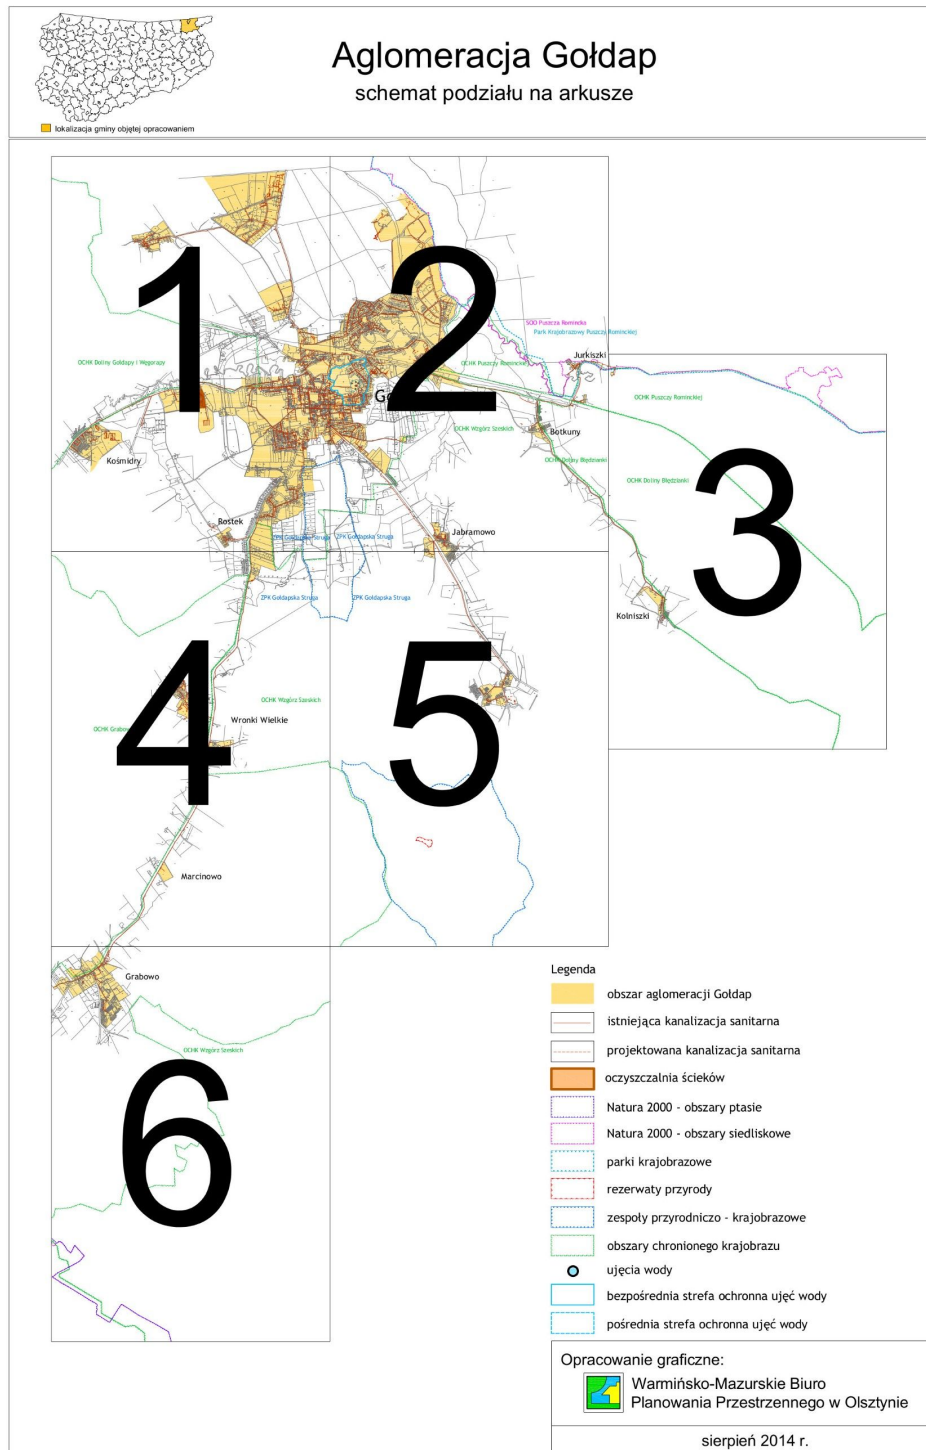 Aglomeracja Gołdap
schemat podziału na arkusze
lokalizacja gminy objętej opracowaniem
1
2
SOO Puszcza Romincka
Park Krajobrazowy Puszczy Rominckiej
Jurkiszki
OCHK Doliny Gołdapy i Węgorapy
OCHK Puszczy Rominckiej
OCHK Puszczy Rominckiej
OCHK Wzgórz Szeskich
Botkuny
Kośmidry
OCHK Doliny Błędzianki
OCHK Doliny Błędzianki
3
Rostek
Jabramowo
ZPK Gołdapska Struga
ZPK Gołdapska Struga
ZPK Gołdapska Struga
ZPK Gołdapska Struga
Kolniszki
4
5
OCHK Wzgórz Szeskich
Wronki Wielkie
OCHK Grabowo
Marcinowo
Grabowo
OCHK Wzgórz Szeskich
6
Legenda
obszar aglomeracji Gołdap
istniejąca kanalizacja sanitarna
projektowana kanalizacja sanitarna
oczyszczalnia ścieków
Natura 2000 - obszary ptasie
Natura 2000 - obszary siedliskowe
parki krajobrazowe
rezerwaty przyrody
zespoły przyrodniczo - krajobrazowe
obszary chronionego krajobrazu
ujęcia wody
bezpośrednia strefa ochronna ujęć wody
pośrednia strefa ochronna ujęć wody
Opracowanie graficzne:
Warmińsko-Mazurskie Biuro
Planowania Przestrzennego w Olsztynie
sierpień 2014 r.